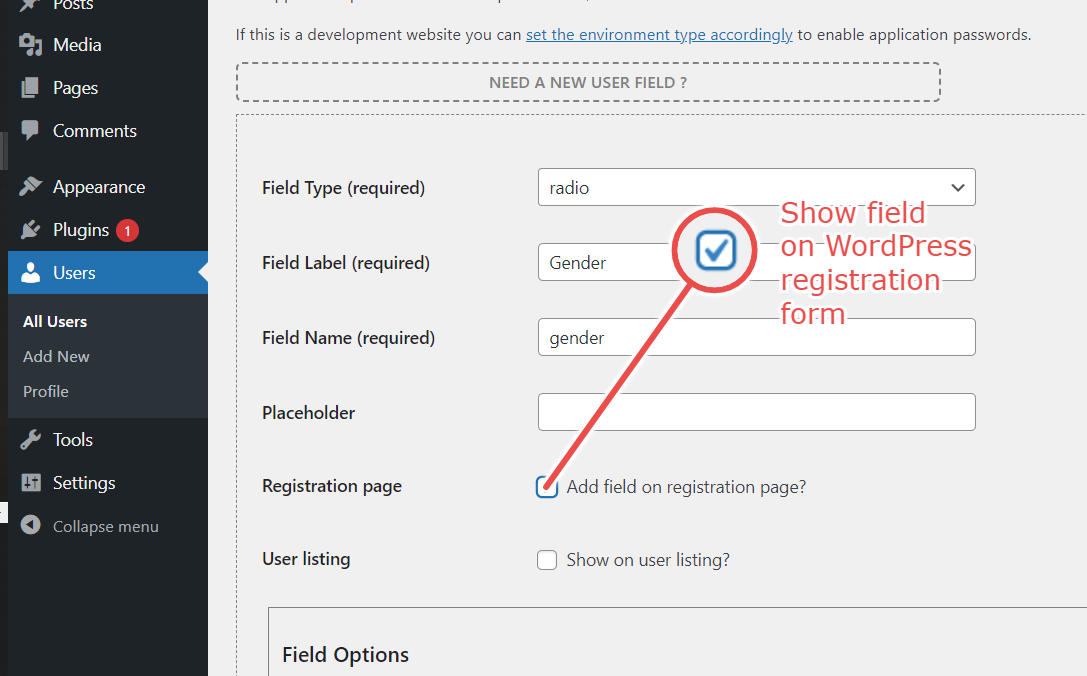 Posts
Media
Pages
Comments
Appearance
Plugins 1
Users
All Users
Add New
Profile
Tools
Settings
Collapse menu
If this is a development website you can set the environment type accordingly to enable application passwords.
NEED A NEW USER FIELD ?
Field Type (required)
radio
Field Label (required)
Gender
Field Name (required)
gender
Placeholder
Registration page
Add field on registration page?
User listing
Show on user listing?
Field Options
Show field
on WordPress
registration
form